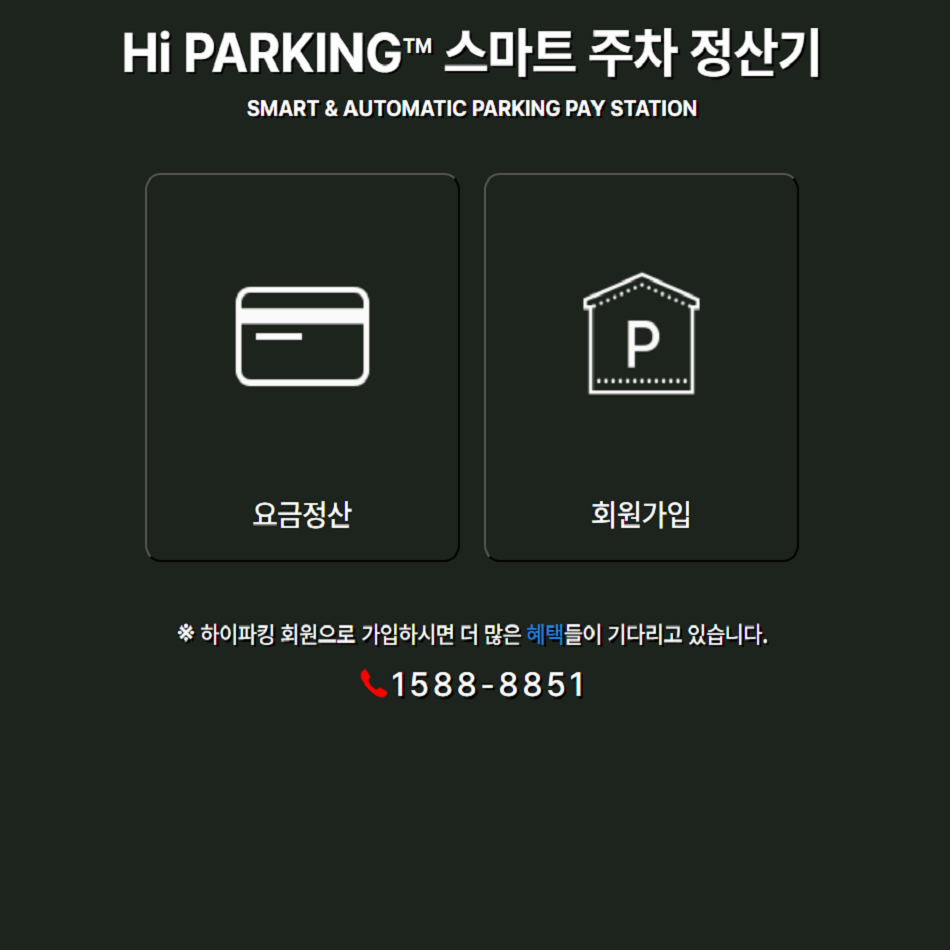 Hi PARKING™ 스마트 주차 정산기
SMART & AUTOMATIC PARKING PAY STATION
P
요금정산
회원가입
※ 하이파킹 회원으로 가입하시면 더 많은 혜택들이 기다리고 있습니다.
1588-8851